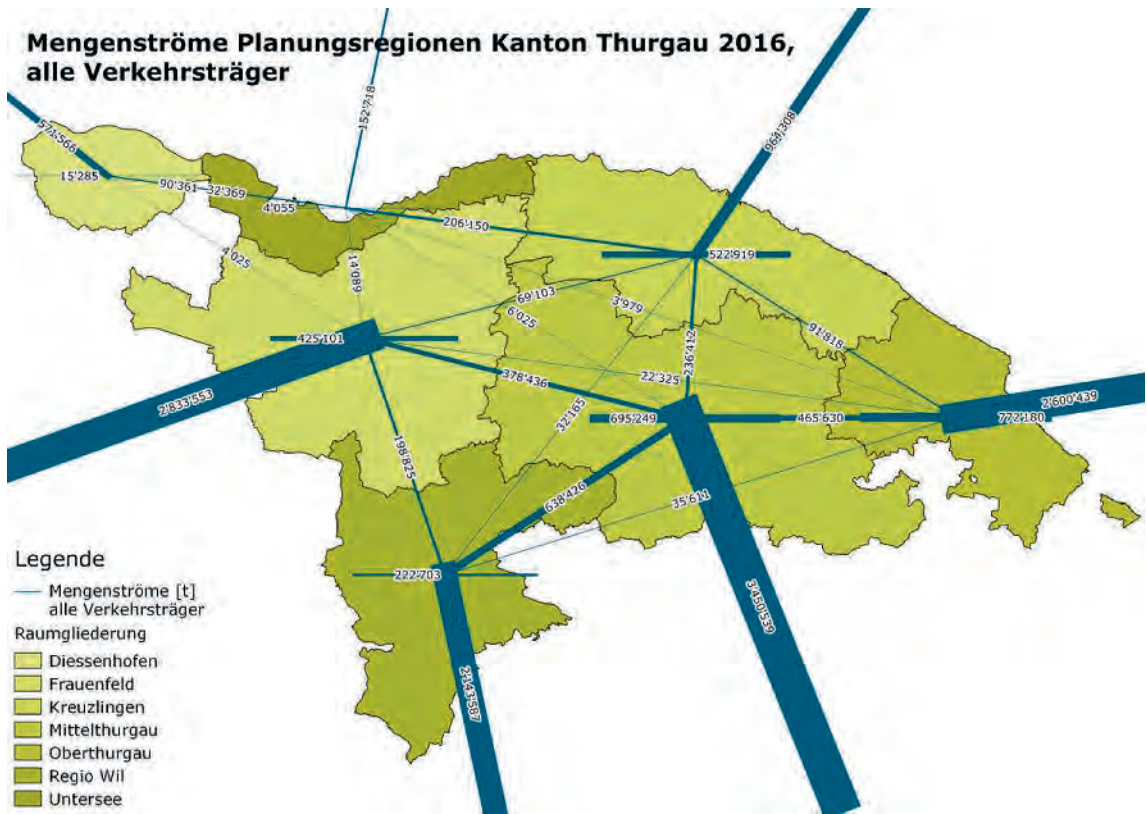 Mengenströme Planungsregionen Kanton Thurgau 2016,
alle Verkehrsträger
152'718
964'308
571'566
15'285
90'361
32'369
4'055
206'150
522'919
4'025
14'089
69'103
3'979
6'025
91'818
425'101
236'412
2'833'553
378'436
22'325
32'165
695'249
465'630
772'180
2'600'439
198'825
638'426
35'611
222'703
3'450'539
2'143'587
Legende
Mengenströme [t]
alle Verkehrsträger
Raumgliederung
Diessenhofen
Frauenfeld
Kreuzlingen
Mittelthurgau
Oberthurgau
Regio Wil
Untersee